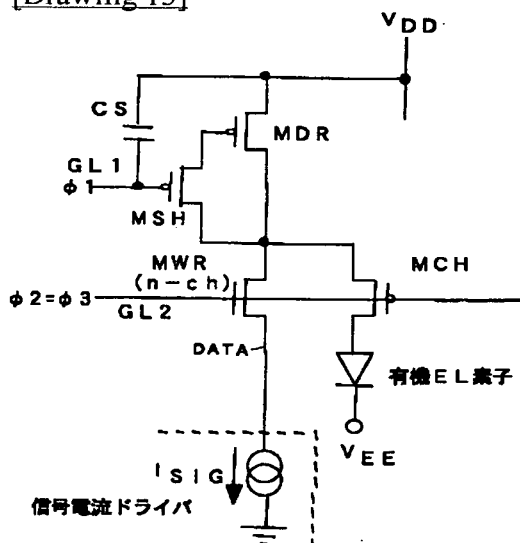 [Drawing 15]
VDD
CS
MDR
GL1
φ1
MSH
MWR
(n-ch)
MCH
φ2=φ3
GL2
DATA
有機EL素子
VEE
ISIG
信号電流ドライバ